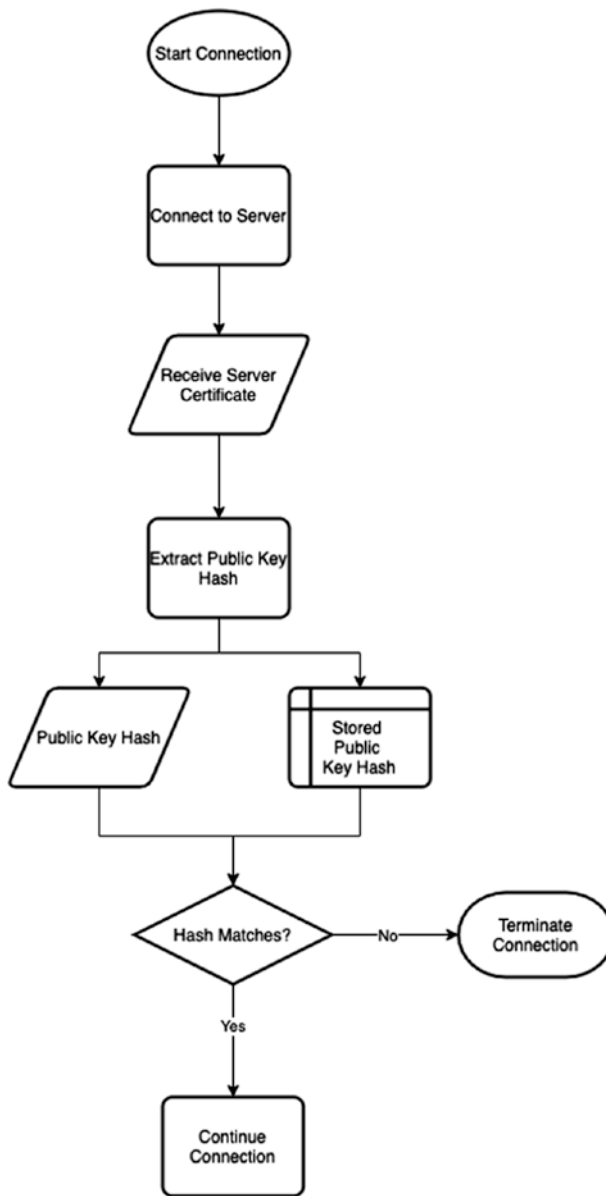 Start Connection
Connect to Server
Receive Server
Certificate
Extract Public Key
Hash
Public Key Hash
Stored
Public
Key Hash
Hash Matches?
No
Terminate
Connection
Yes
Continue
Connection